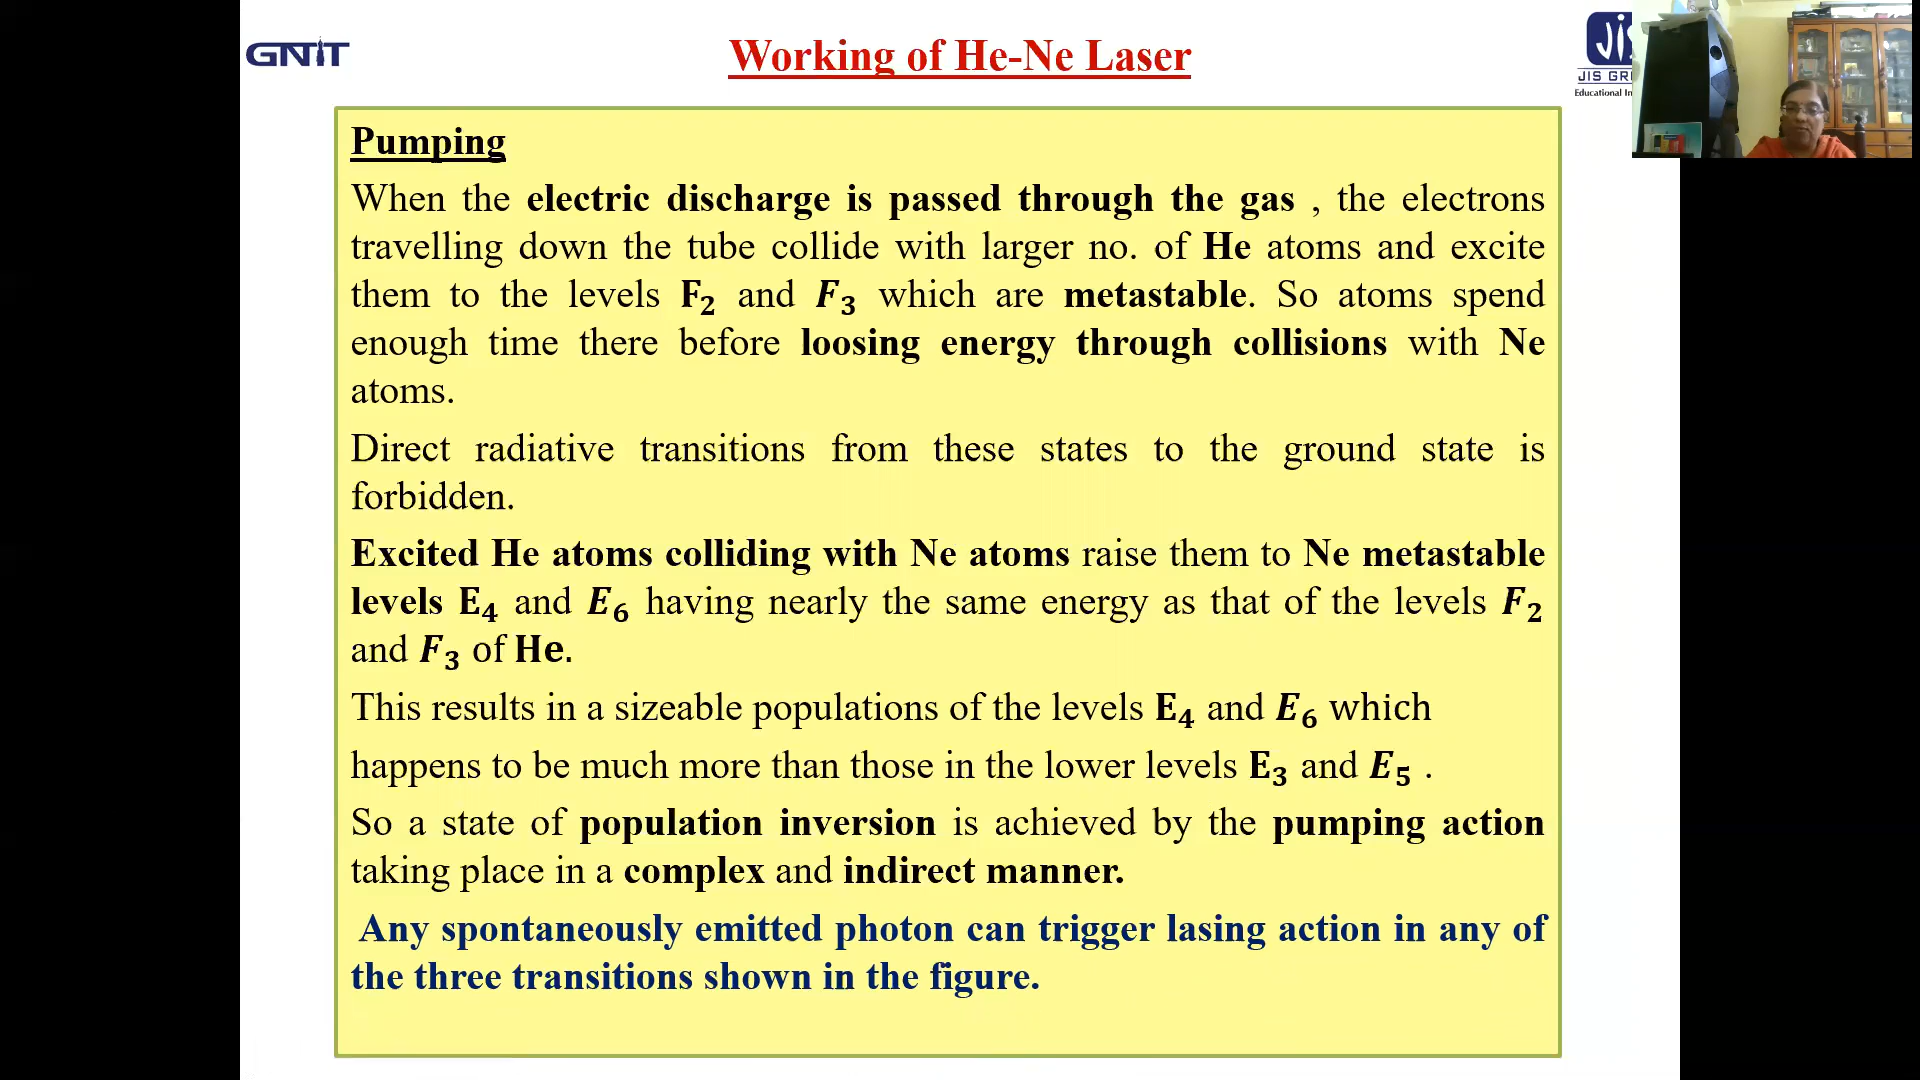 GNIT
Working of He-Ne Laser
JIS GR
Educational In
Pumping
When the electric discharge is passed through the gas , the electrons
travelling down the tube collide with larger no. of He atoms and excite
them to the levels F₂ and F₃ which are metastable. So atoms spend
enough time there before loosing energy through collisions with Ne
atoms.
Direct radiative transitions from these states to the ground state is
forbidden.
Excited He atoms colliding with Ne atoms raise them to Ne metastable
levels E₄ and E₆ having nearly the same energy as that of the levels F₂
and F₃ of He.
This results in a sizeable populations of the levels E₄ and E₆ which
happens to be much more than those in the lower levels E₃ and E₅ .
So a state of population inversion is achieved by the pumping action
taking place in a complex and indirect manner.
Any spontaneously emitted photon can trigger lasing action in any of
the three transitions shown in the figure.